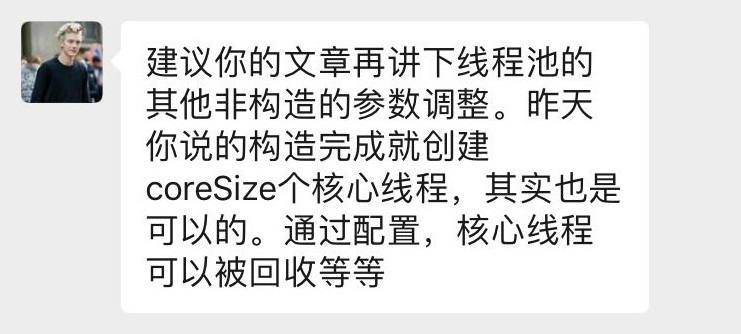 建议你的文章再讲下线程池的
其他非构造的参数调整。昨天
你说的构造完成就创建
coreSize个核心线程，其实也是
可以的。通过配置，核心线程
可以被回收等等